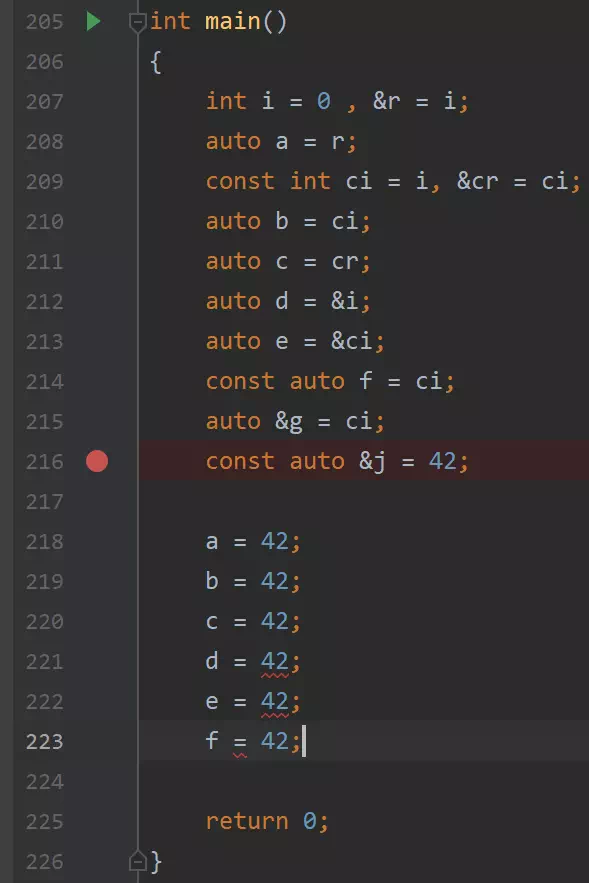 205 int main()
206 {
207 int i = 0 , &r = i;
208 auto a = r;
209 const int ci = i, &cr = ci;
210 auto b = ci;
211 auto c = cr;
212 auto d = &i;
213 auto e = &ci;
214 const auto f = ci;
215 auto &g = ci;
216 const auto &j = 42;
217
218 a = 42;
219 b = 42;
220 c = 42;
221 d = 42;
222 e = 42;
223 f = 42;
224
225 return 0;
226 }